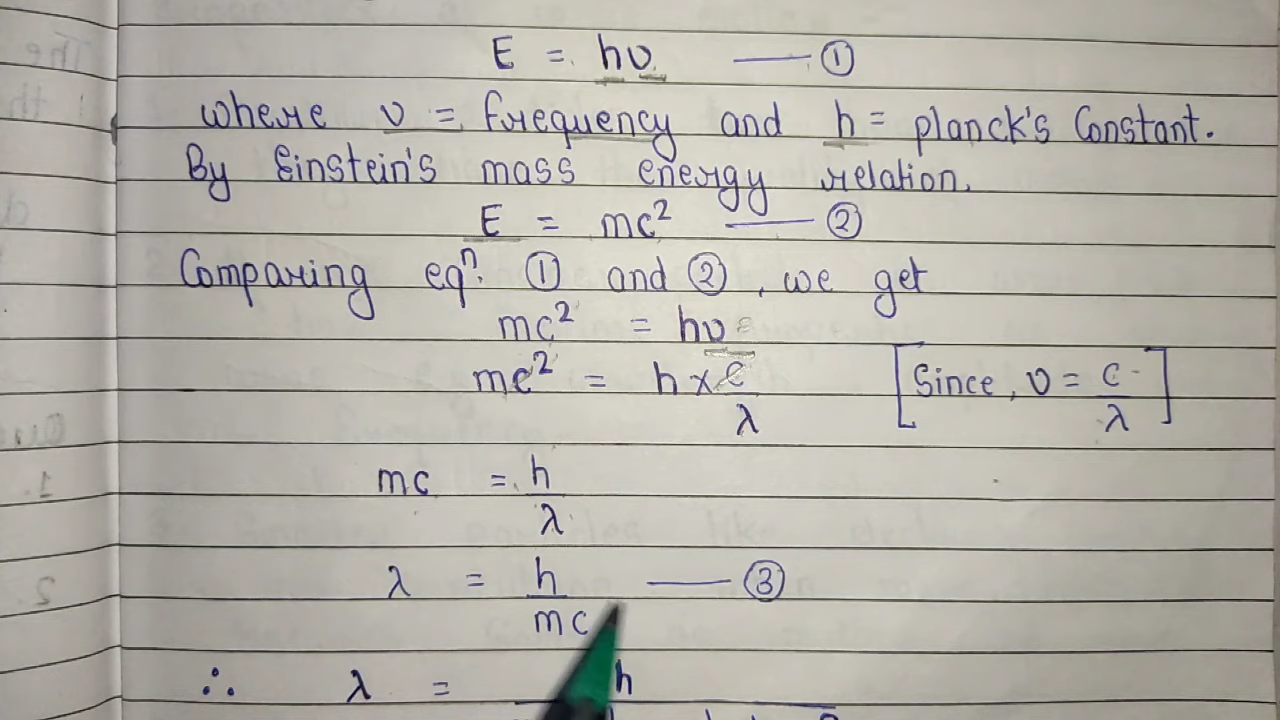 E = hυ —— ①
where υ = frequency and h = planck's Constant.
By Einstein's mass energy relation.
E = mc² —— ②
Comparing eqⁿ. ① and ②, we get
mc² = hυ
mc² = h × c/λ [Since, υ = c/λ]
mc = h/λ
λ = h/mc —— ③
∴ λ = h